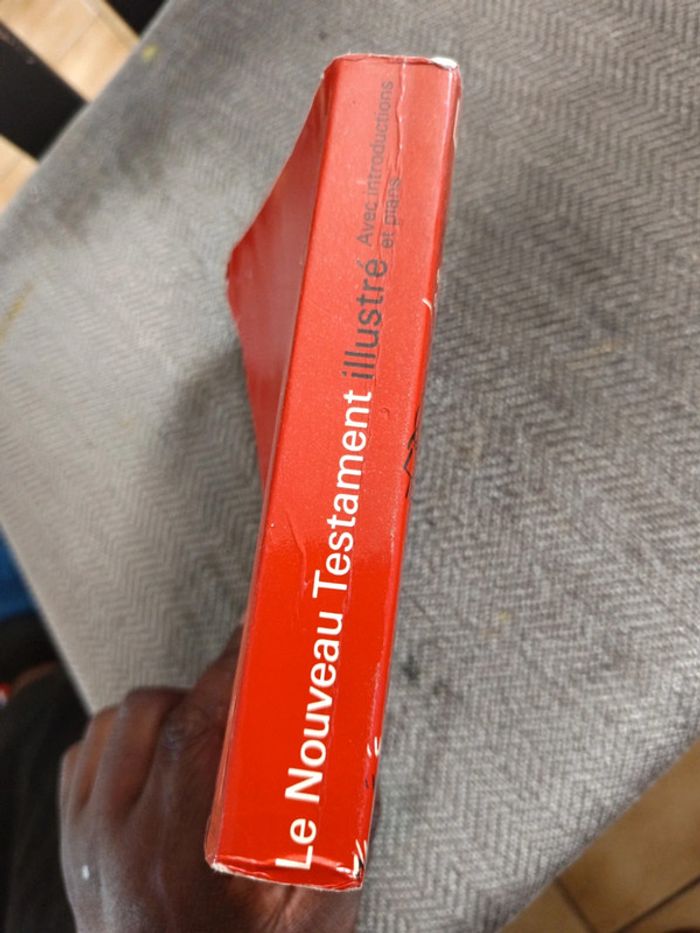 Le Nouveau Testament illustré
Avec introductions
et plans